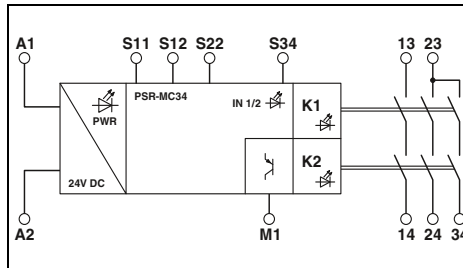 A1 S11 S12 S22 S34 13 23
PSR-MC34 IN 1/2 K1
PWR
K2
24V DC
A2 M1 14 24 34